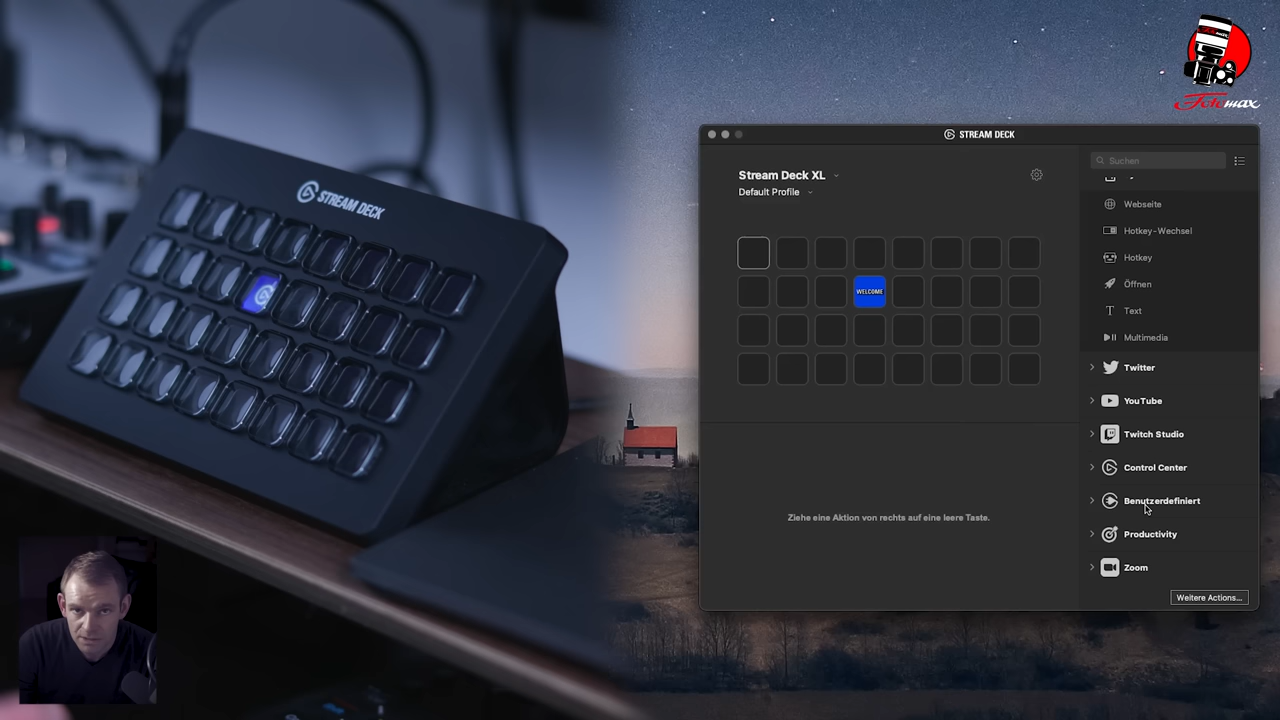 STREAM DECK
Fotomax
STREAM DECK
Suchen
Stream Deck XL
Default Profile
WELCOME
Webseite
Hotkey-Wechsel
Hotkey
Öffnen
Text
Multimedia
Twitter
YouTube
Twitch Studio
Control Center
Benutzerdefiniert
Productivity
Zoom
Ziehe eine Aktion von rechts auf eine leere Taste.
Weitere Actions...